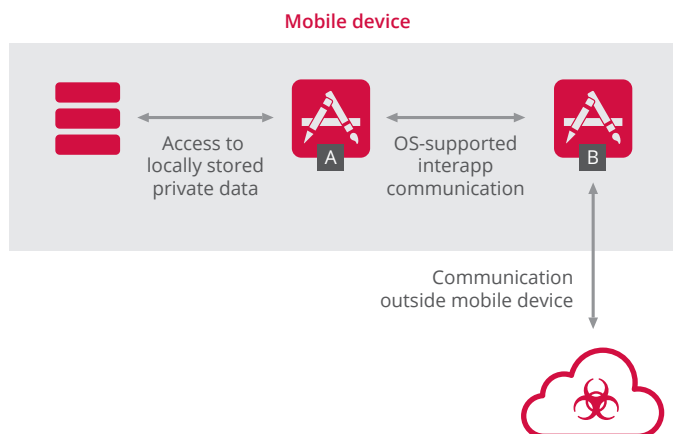 Mobile device
Access to
locally stored
private data
A
OS-supported
interapp
communication
B
Communication
outside mobile device